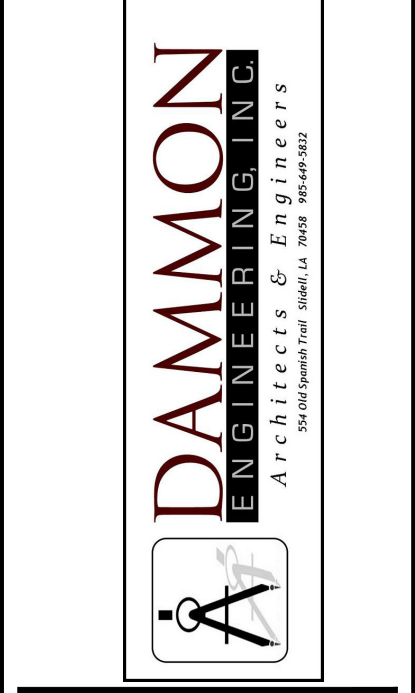 DAMMON
ENGINEERING, INC.
Architects & Engineers
554 Old Spanish Trail Slidell, LA 70458 985-649-5832